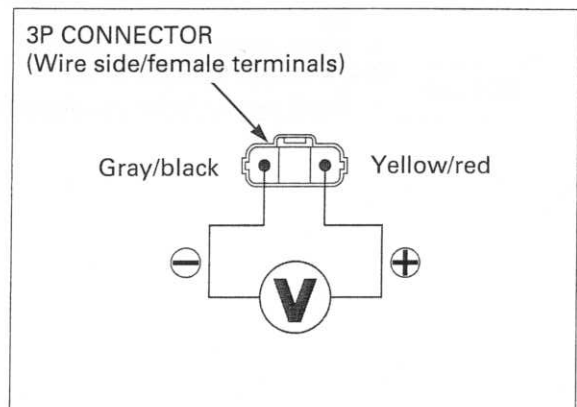 3P CONNECTOR
(Wire side/female terminals)
Gray/black
Yellow/red
−
+
V